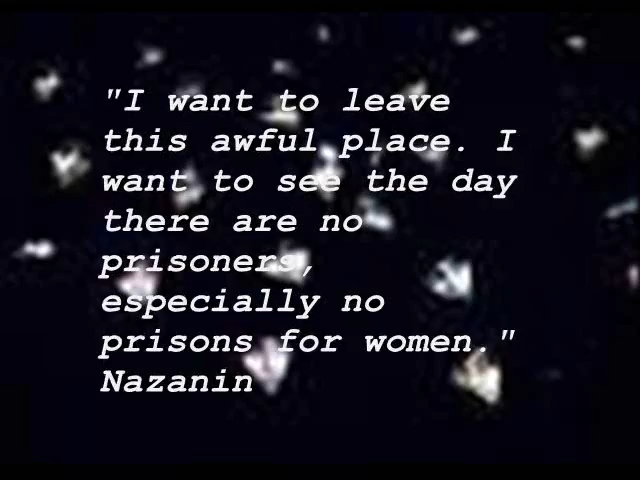 "I want to leave
this awful place. I
want to see the day
there are no
prisoners,
especially no
prisons for women."
Nazanin